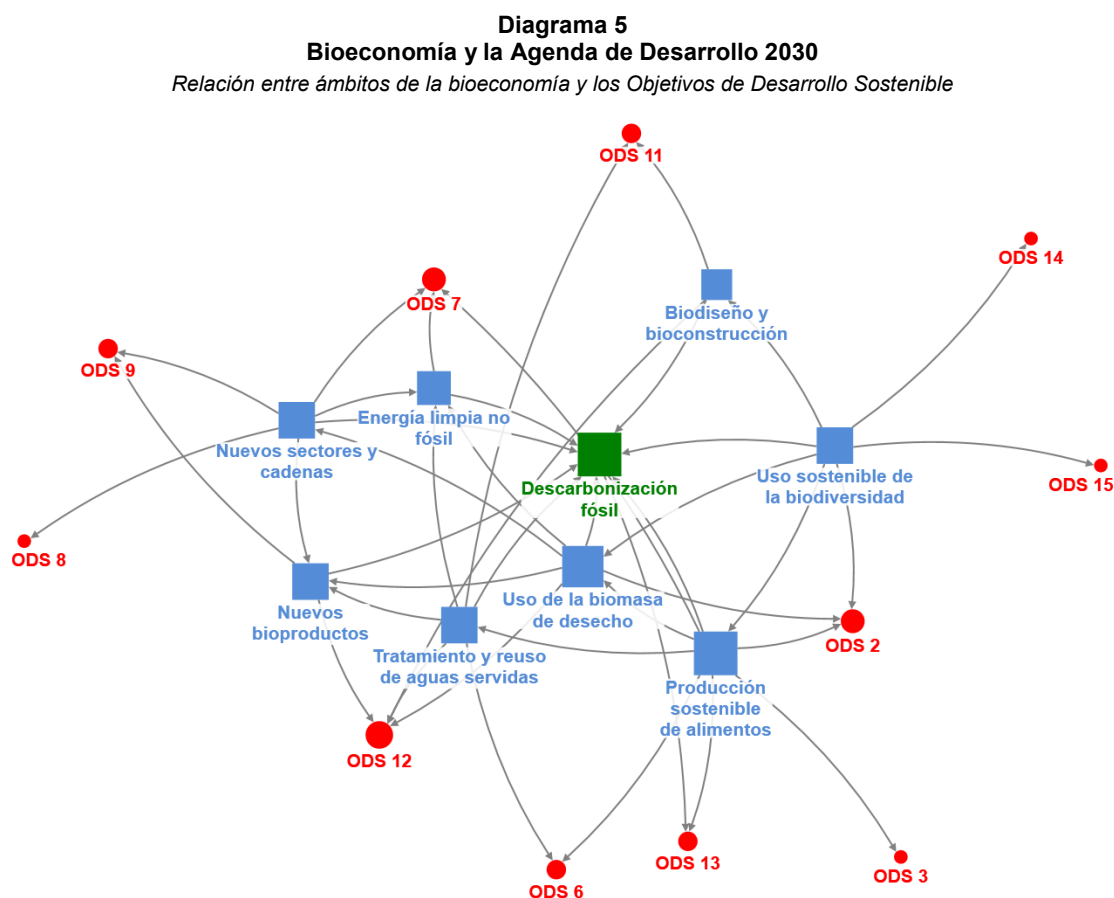 Diagrama 5
Bioeconomía y la Agenda de Desarrollo 2030
Relación entre ámbitos de la bioeconomía y los Objetivos de Desarrollo Sostenible
ODS 11
ODS 14
ODS 7
Biodiseño y
bioconstrucción
ODS 9
Energía limpia no
fósil
Nuevos sectores y
cadenas
Descarbonización
fósil
Uso sostenible de
la biodiversidad
ODS 15
ODS 8
Nuevos
bioproductos
Uso de la biomasa
de desecho
ODS 2
Tratamiento y reuso
de aguas servidas
Producción
sostenible
de alimentos
ODS 12
ODS 13
ODS 3
ODS 6